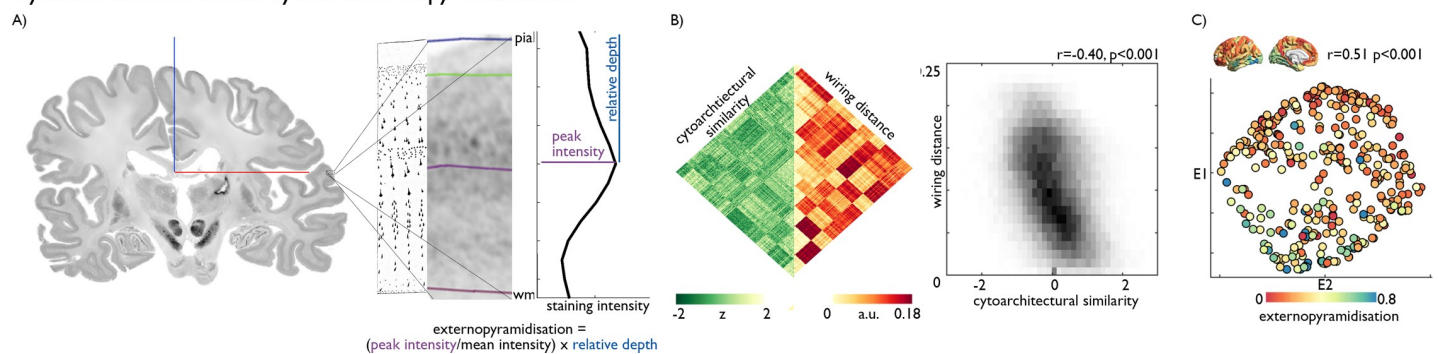 A)
pial
wm
peak
intensity
relative depth
staining intensity
externopyramidisation =
(peak intensity/mean intensity) x relative depth
B)
cytoarchtiectural
similarity
wiring distance
-2 z 2
0 a.u. 0.18
r=-0.40, p<0.001
.25
wiring distance
0
-2 0 2
cytoarchitectural similarity
C)
r=0.51 p<0.001
E1
E2
0 0.8
externopyramidisation